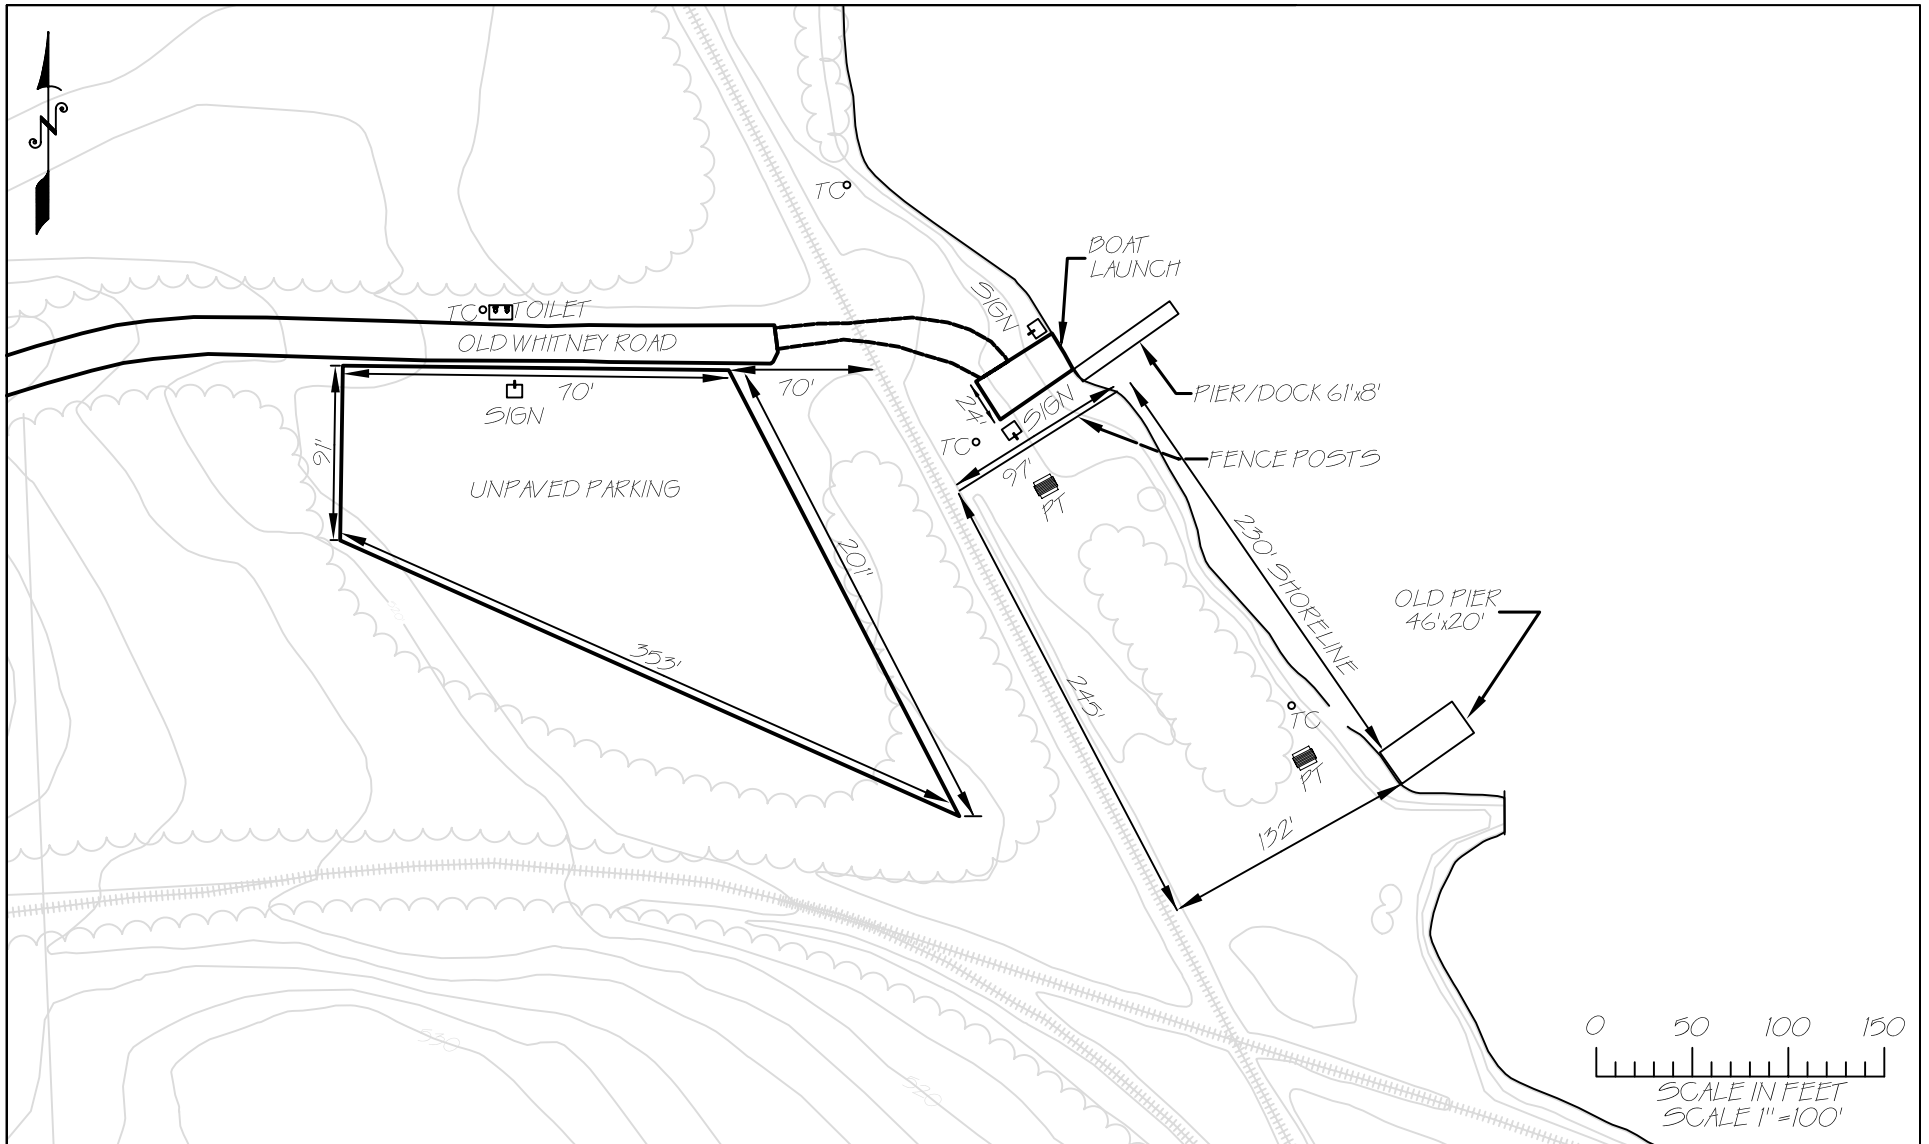 N
TC
BOAT
LAUNCH
SIGN
TC
TOILET
OLD WHITNEY ROAD
70'
70'
SIGN
24'
SIGN
PIER/DOCK 61'x8'
91'
TC
FENCE POSTS
97'
UNPAVED PARKING
PT
201'
230' SHORELINE
OLD PIER
46'x20'
353'
245'
TC
PT
132'
530
520
0 50 100 150
SCALE IN FEET
SCALE 1"=100'